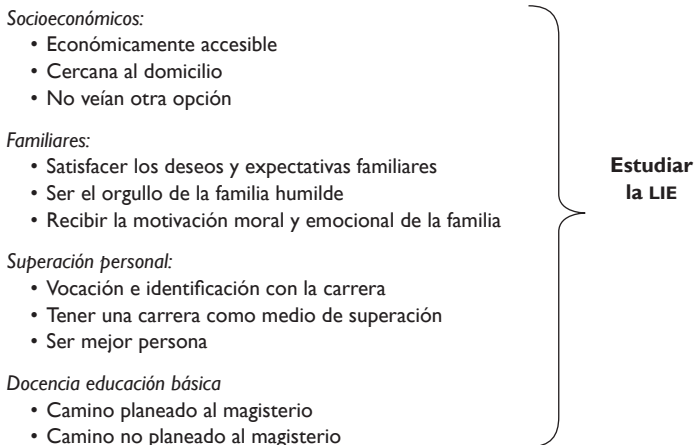 Socioeconómicos:
• Económicamente accesible
• Cercana al domicilio
• No veían otra opción
Familiares:
• Satisfacer los deseos y expectativas familiares
• Ser el orgullo de la familia humilde
• Recibir la motivación moral y emocional de la familia
Superación personal:
• Vocación e identificación con la carrera
• Tener una carrera como medio de superación
• Ser mejor persona
Docencia educación básica
• Camino planeado al magisterio
• Camino no planeado al magisterio
Estudiar
la LIE